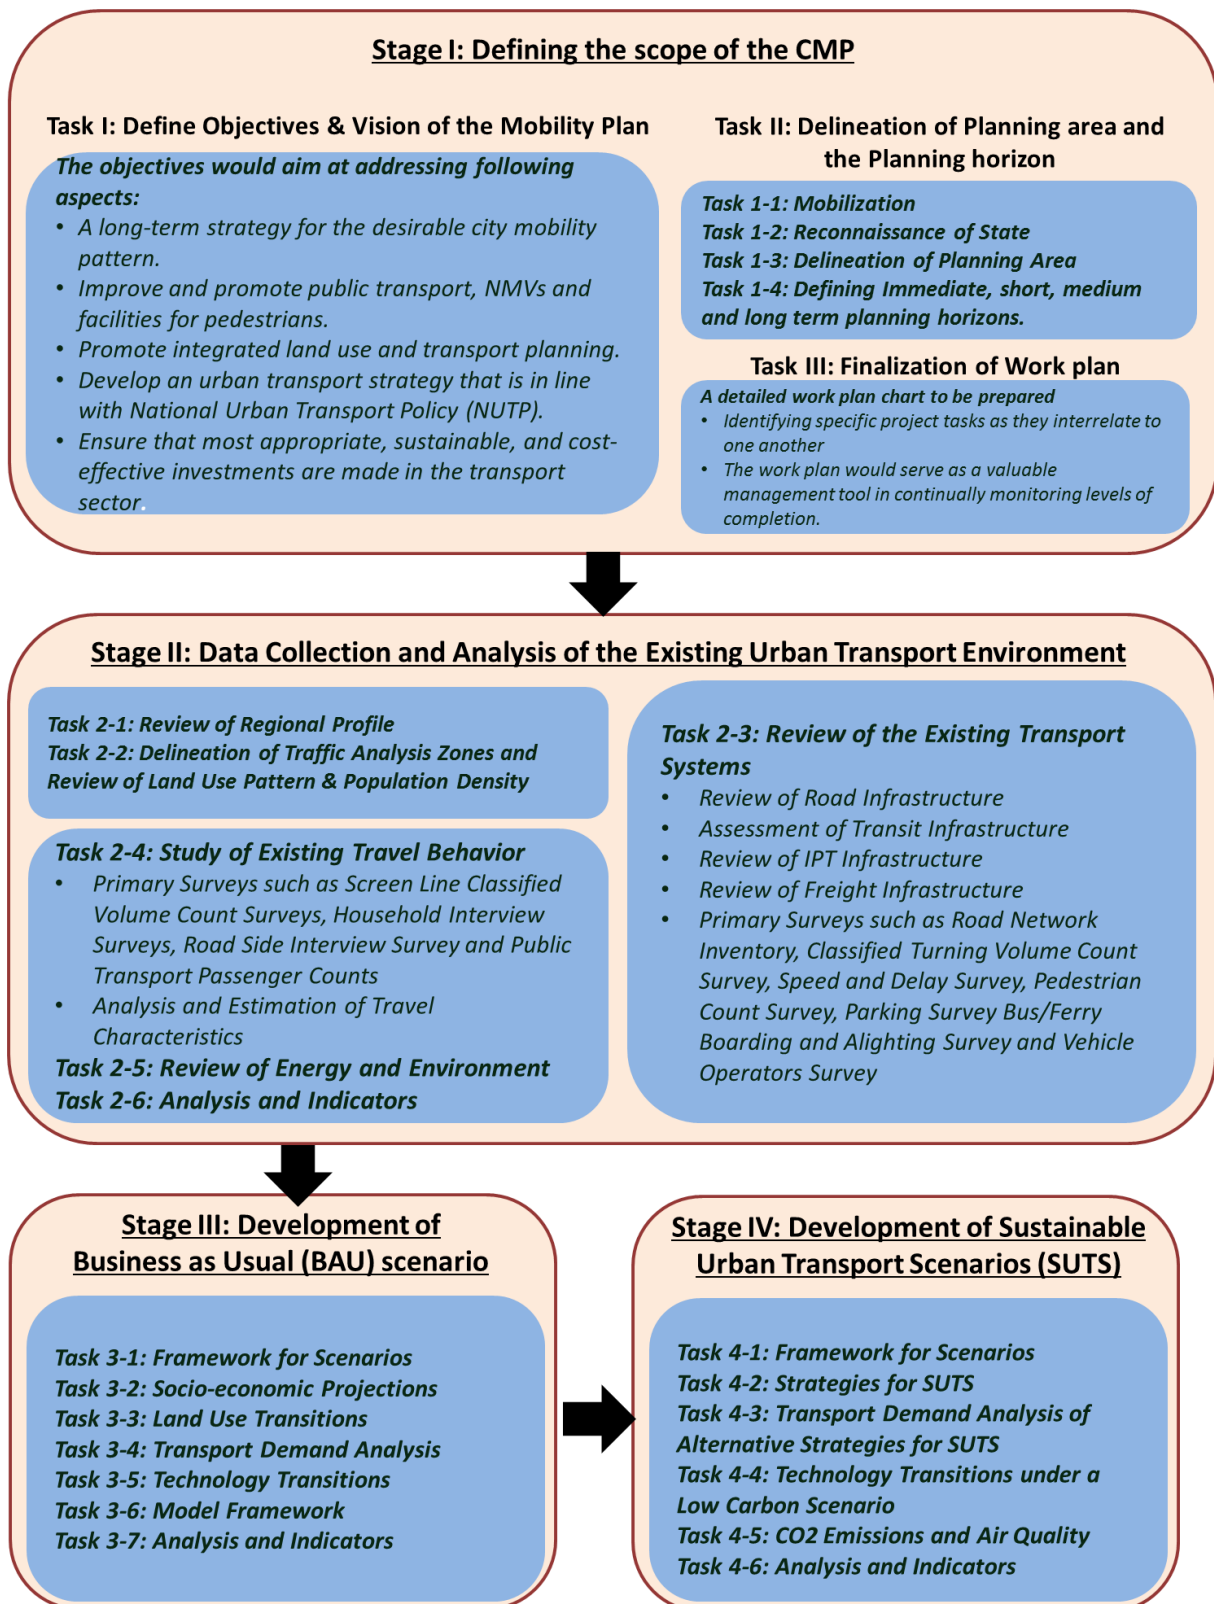 Stage I: Defining the scope of the CMP
Task I: Define Objectives & Vision of the Mobility Plan
The objectives would aim at addressing following
aspects:
• A long-term strategy for the desirable city mobility
pattern.
• Improve and promote public transport, NMVs and
facilities for pedestrians.
• Promote integrated land use and transport planning.
• Develop an urban transport strategy that is in line
with National Urban Transport Policy (NUTP).
• Ensure that most appropriate, sustainable, and cost-
effective investments are made in the transport
sector.
Task II: Delineation of Planning area and
the Planning horizon
Task 1-1: Mobilization
Task 1-2: Reconnaissance of State
Task 1-3: Delineation of Planning Area
Task 1-4: Defining Immediate, short, medium
and long term planning horizons.
Task III: Finalization of Work plan
A detailed work plan chart to be prepared
• Identifying specific project tasks as they interrelate to
one another
• The work plan would serve as a valuable
management tool in continually monitoring levels of
completion.
Stage II: Data Collection and Analysis of the Existing Urban Transport Environment
Task 2-1: Review of Regional Profile
Task 2-2: Delineation of Traffic Analysis Zones and
Review of Land Use Pattern & Population Density
Task 2-4: Study of Existing Travel Behavior
• Primary Surveys such as Screen Line Classified
Volume Count Surveys, Household Interview
Surveys, Road Side Interview Survey and Public
Transport Passenger Counts
• Analysis and Estimation of Travel
Characteristics
Task 2-5: Review of Energy and Environment
Task 2-6: Analysis and Indicators
Task 2-3: Review of the Existing Transport
Systems
• Review of Road Infrastructure
• Assessment of Transit Infrastructure
• Review of IPT Infrastructure
• Review of Freight Infrastructure
• Primary Surveys such as Road Network
Inventory, Classified Turning Volume Count
Survey, Speed and Delay Survey, Pedestrian
Count Survey, Parking Survey Bus/Ferry
Boarding and Alighting Survey and Vehicle
Operators Survey
Stage III: Development of
Business as Usual (BAU) scenario
Task 3-1: Framework for Scenarios
Task 3-2: Socio-economic Projections
Task 3-3: Land Use Transitions
Task 3-4: Transport Demand Analysis
Task 3-5: Technology Transitions
Task 3-6: Model Framework
Task 3-7: Analysis and Indicators
Stage IV: Development of Sustainable
Urban Transport Scenarios (SUTS)
Task 4-1: Framework for Scenarios
Task 4-2: Strategies for SUTS
Task 4-3: Transport Demand Analysis of
Alternative Strategies for SUTS
Task 4-4: Technology Transitions under a
Low Carbon Scenario
Task 4-5: CO2 Emissions and Air Quality
Task 4-6: Analysis and Indicators